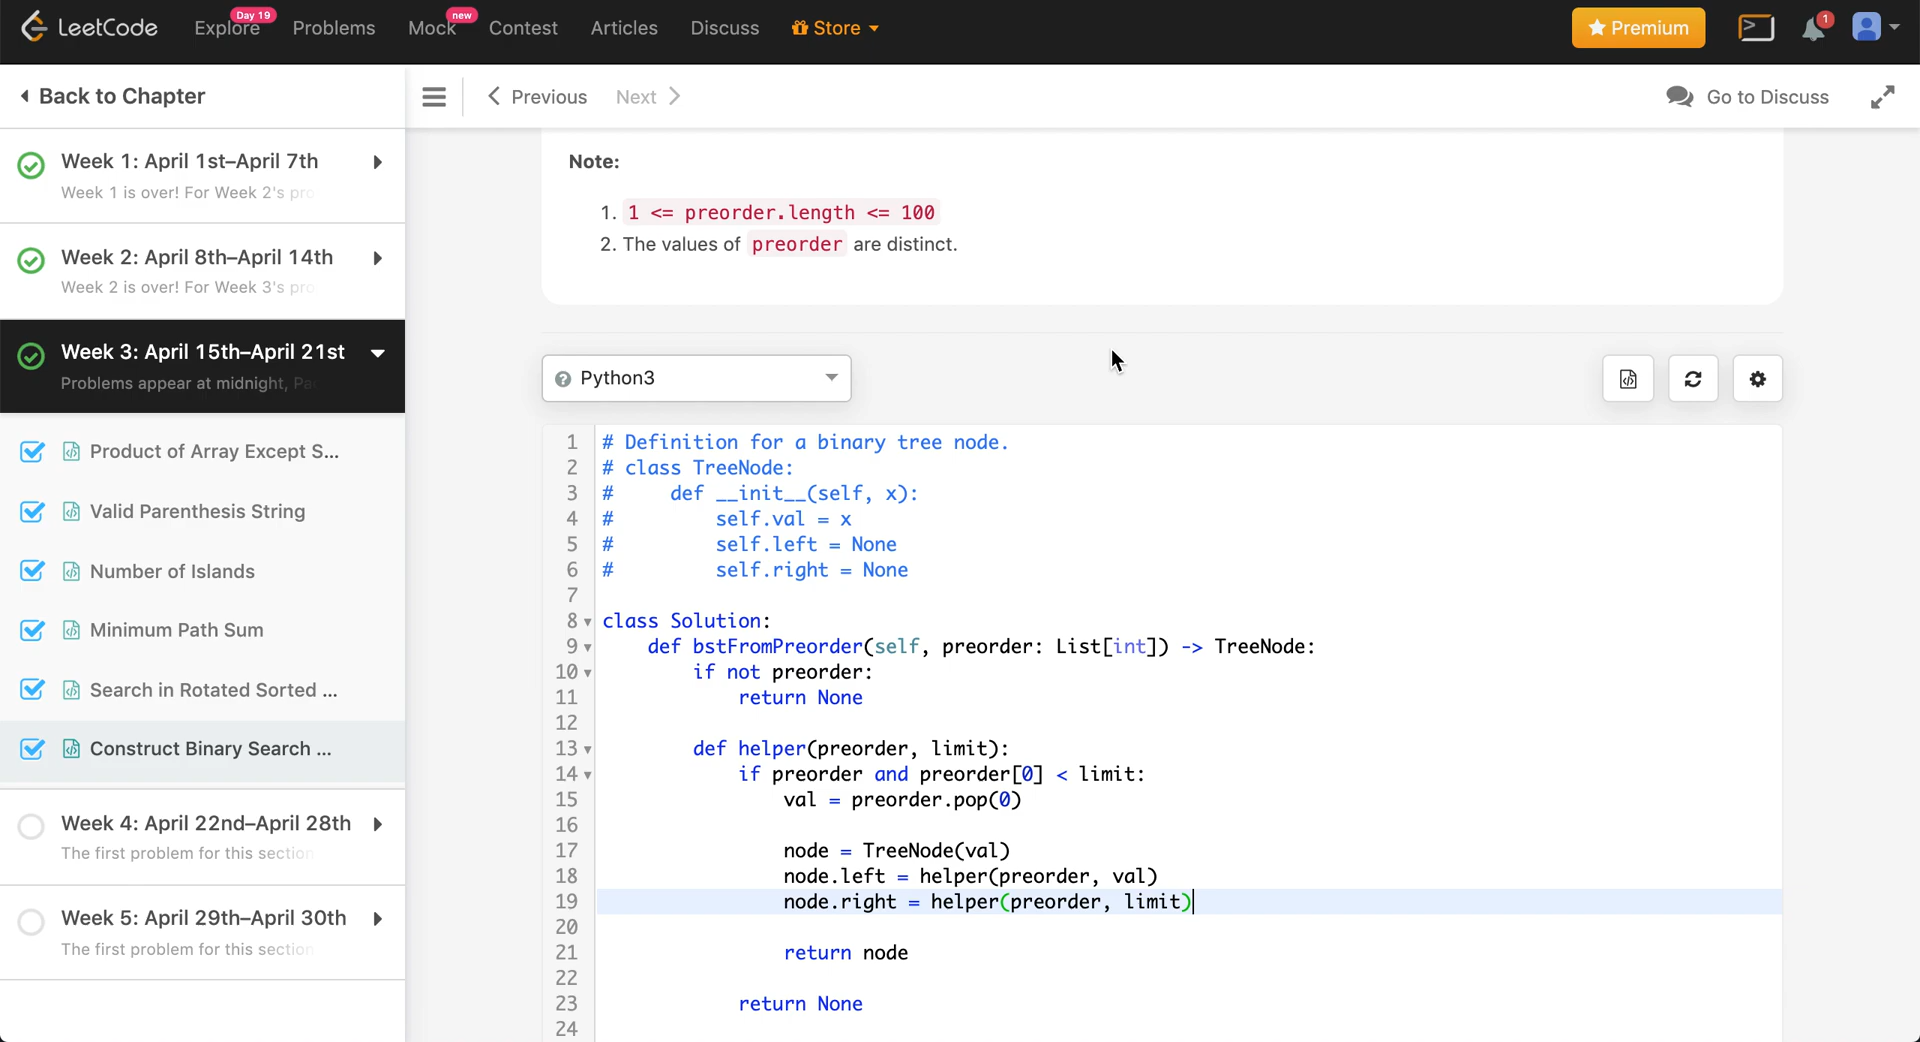 LeetCode
Explore
Day 19
Problems
Mock
new
Contest
Articles
Discuss
Store
Premium
1
Back to Chapter
Previous
Next
Go to Discuss
Week 1: April 1st–April 7th
Week 1 is over! For Week 2's pro
Week 2: April 8th–April 14th
Week 2 is over! For Week 3's pro
Week 3: April 15th–April 21st
Problems appear at midnight, Pac
Product of Array Except S...
Valid Parenthesis String
Number of Islands
Minimum Path Sum
Search in Rotated Sorted ...
Construct Binary Search ...
Week 4: April 22nd–April 28th
The first problem for this section
Week 5: April 29th–April 30th
The first problem for this section
Note:
1. 1 <= preorder.length <= 100
2. The values of preorder are distinct.
Python3
1 # Definition for a binary tree node.
2 # class TreeNode:
3 #     def __init__(self, x):
4 #         self.val = x
5 #         self.left = None
6 #         self.right = None
7
8 class Solution:
9     def bstFromPreorder(self, preorder: List[int]) -> TreeNode:
10         if not preorder:
11             return None
12
13         def helper(preorder, limit):
14             if preorder and preorder[0] < limit:
15                 val = preorder.pop(0)
16
17                 node = TreeNode(val)
18                 node.left = helper(preorder, val)
19                 node.right = helper(preorder, limit)
20
21                 return node
22
23             return None
24